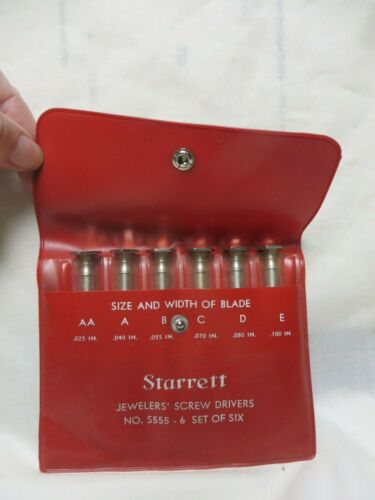 SIZE AND WIDTH OF BLADE
AA A B C D E
.025 IN. .040 IN. .055 IN. .070 IN. .080 IN. .100 IN.
Starrett
JEWELERS' SCREW DRIVERS
NO. S555 - 6 SET OF SIX